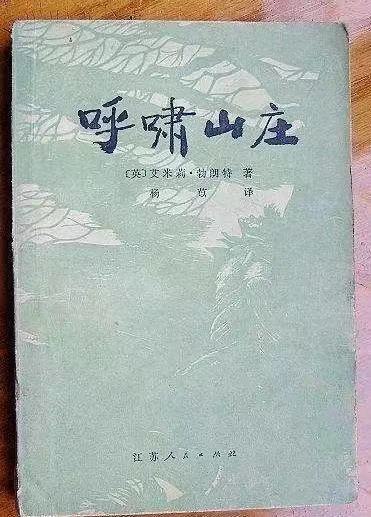 呼啸山庄
〔英〕艾米莉·勃朗特 著
杨苡 译
江苏人民出版社